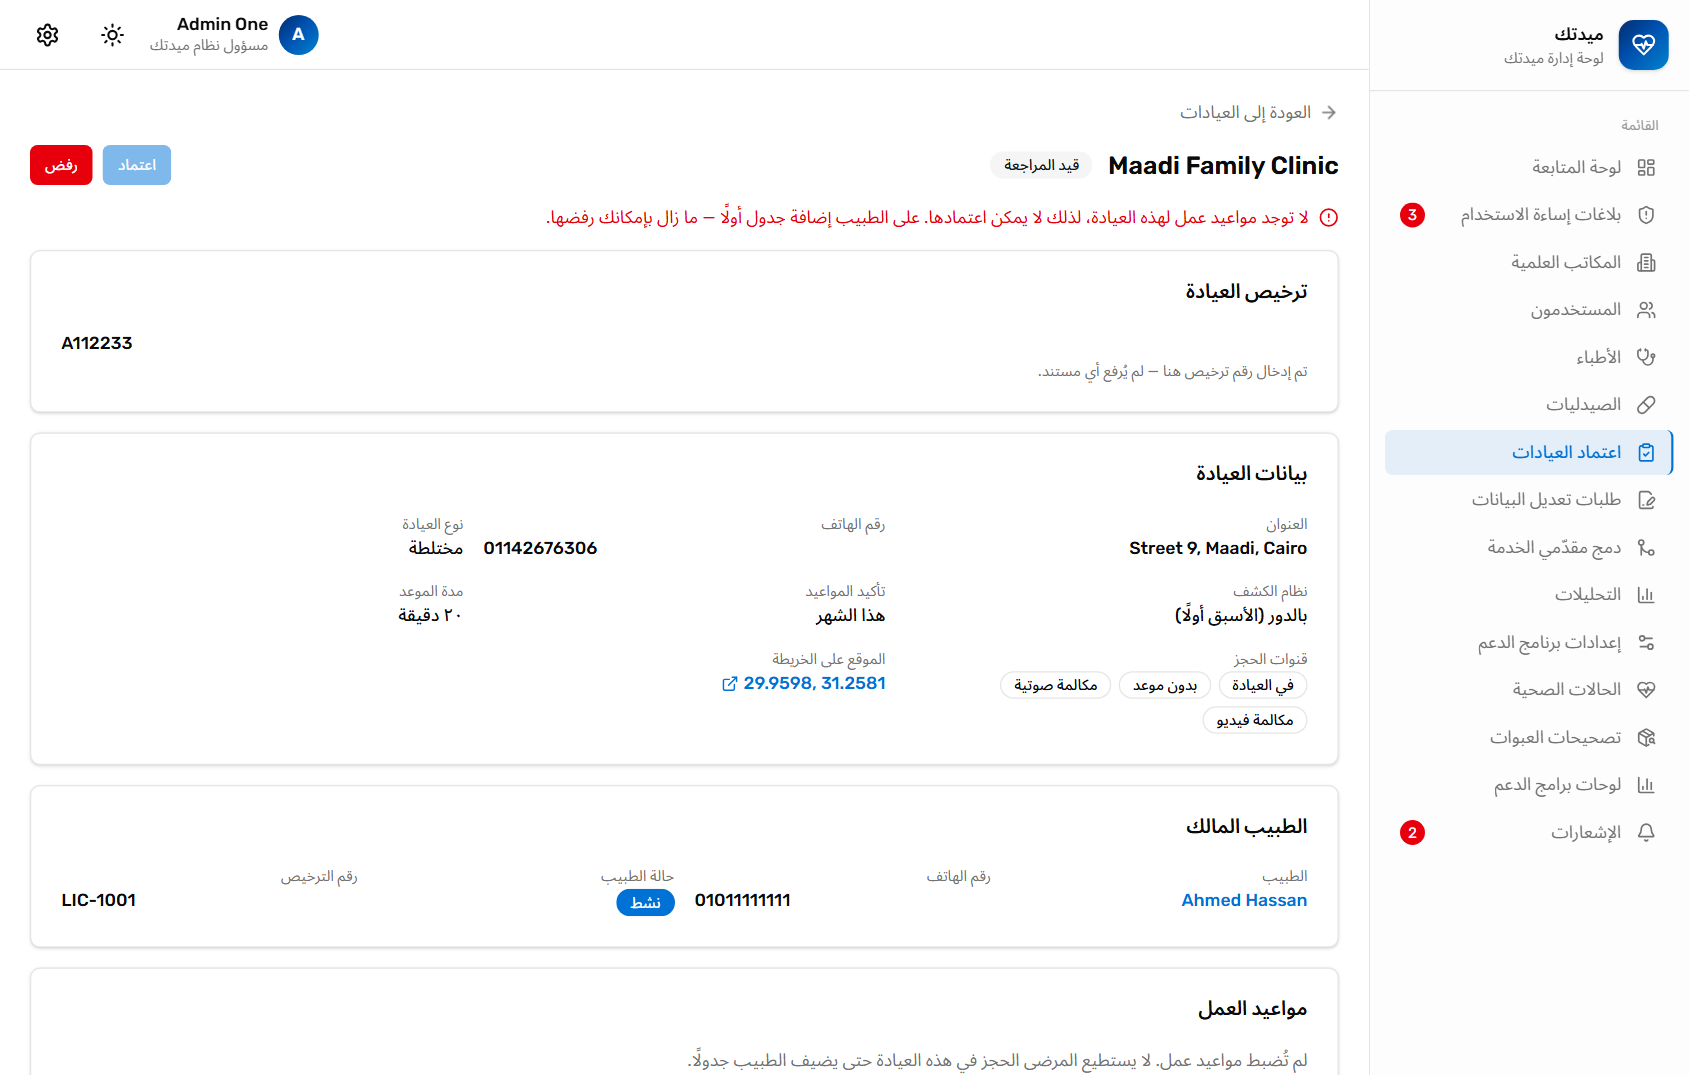 ميدتك
لوحة إدارة ميدتك
القائمة
لوحة المتابعة
بلاغات إساءة الاستخدام 3
المكاتب العلمية
المستخدمون
الأطباء
الصيدليات
اعتماد العيادات
طلبات تعديل البيانات
دمج مقدّمي الخدمة
التحليلات
إعدادات برنامج الدعم
الحالات الصحية
تصحيحات العبوات
لوحات برامج الدعم
الإشعارات 2
A
Admin One
مسؤول نظام ميدتك
العودة إلى العيادات
Maadi Family Clinic قيد المراجعة
اعتماد رفض
لا توجد مواعيد عمل لهذه العيادة، لذلك لا يمكن اعتمادها. على الطبيب إضافة جدول أولًا – ما زال بإمكانك رفضها.
ترخيص العيادة
A112233
تم إدخال رقم ترخيص هنا – لم يُرفع أي مستند.
بيانات العيادة
العنوان رقم الهاتف نوع العيادة
Street 9, Maadi, Cairo 01142676306 مختلطة
نظام الكشف تأكيد المواعيد مدة الموعد
بالدور (الأسبق أولًا) هذا الشهر ٢٠ دقيقة
قنوات الحجز الموقع على الخريطة
في العيادة بدون موعد مكالمة صوتية 29.9598, 31.2581
مكالمة فيديو
الطبيب المالك
الطبيب رقم الهاتف حالة الطبيب رقم الترخيص
Ahmed Hassan 01011111111 نشط LIC-1001
مواعيد العمل
لم تُضبط مواعيد عمل. لا يستطيع المرضى الحجز في هذه العيادة حتى يضيف الطبيب جدولًا.